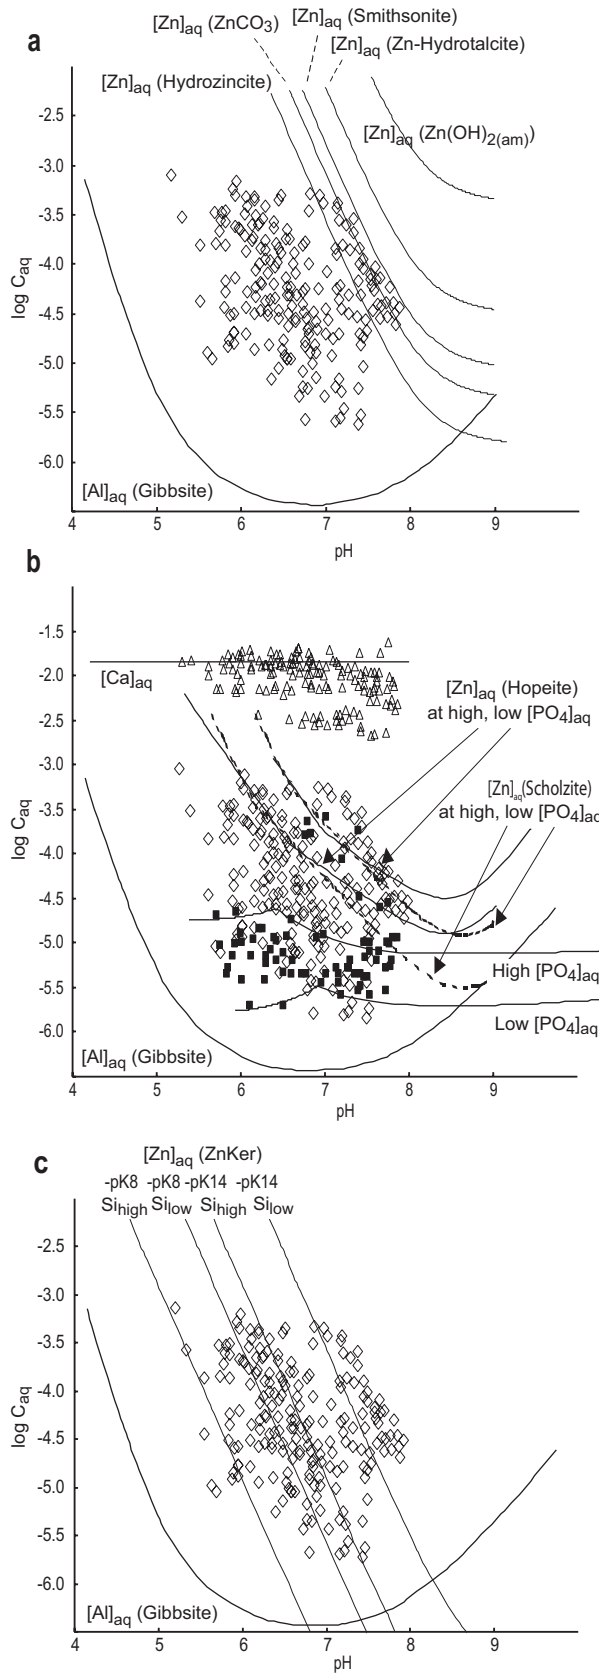 a
[Zn]aq (ZnCO3)
[Zn]aq (Smithsonite)
[Zn]aq (Zn-Hydrotalcite)
[Zn]aq (Hydrozincite)
[Zn]aq (Zn(OH)2(am))
-2.5
-3.0
-3.5
-4.0
-4.5
-5.0
-5.5
-6.0
log Caq
[Al]aq (Gibbsite)
4 5 6 7 8 9
pH
b
-1.5
-2.0
-2.5
-3.0
-3.5
-4.0
-4.5
-5.0
-5.5
-6.0
log Caq
[Ca]aq
[Zn]aq (Hopeite)
at high, low [PO4]aq
[Zn]aq (Scholzite)
at high, low [PO4]aq
High [PO4]aq
Low [PO4]aq
[Al]aq (Gibbsite)
4 5 6 7 8 9
pH
c
[Zn]aq (ZnKer)
-pK8 -pK8 -pK14 -pK14
Sihigh Silow Sihigh Silow
-2.5
-3.0
-3.5
-4.0
-4.5
-5.0
-5.5
-6.0
log Caq
[Al]aq (Gibbsite)
4 5 6 7 8 9
pH